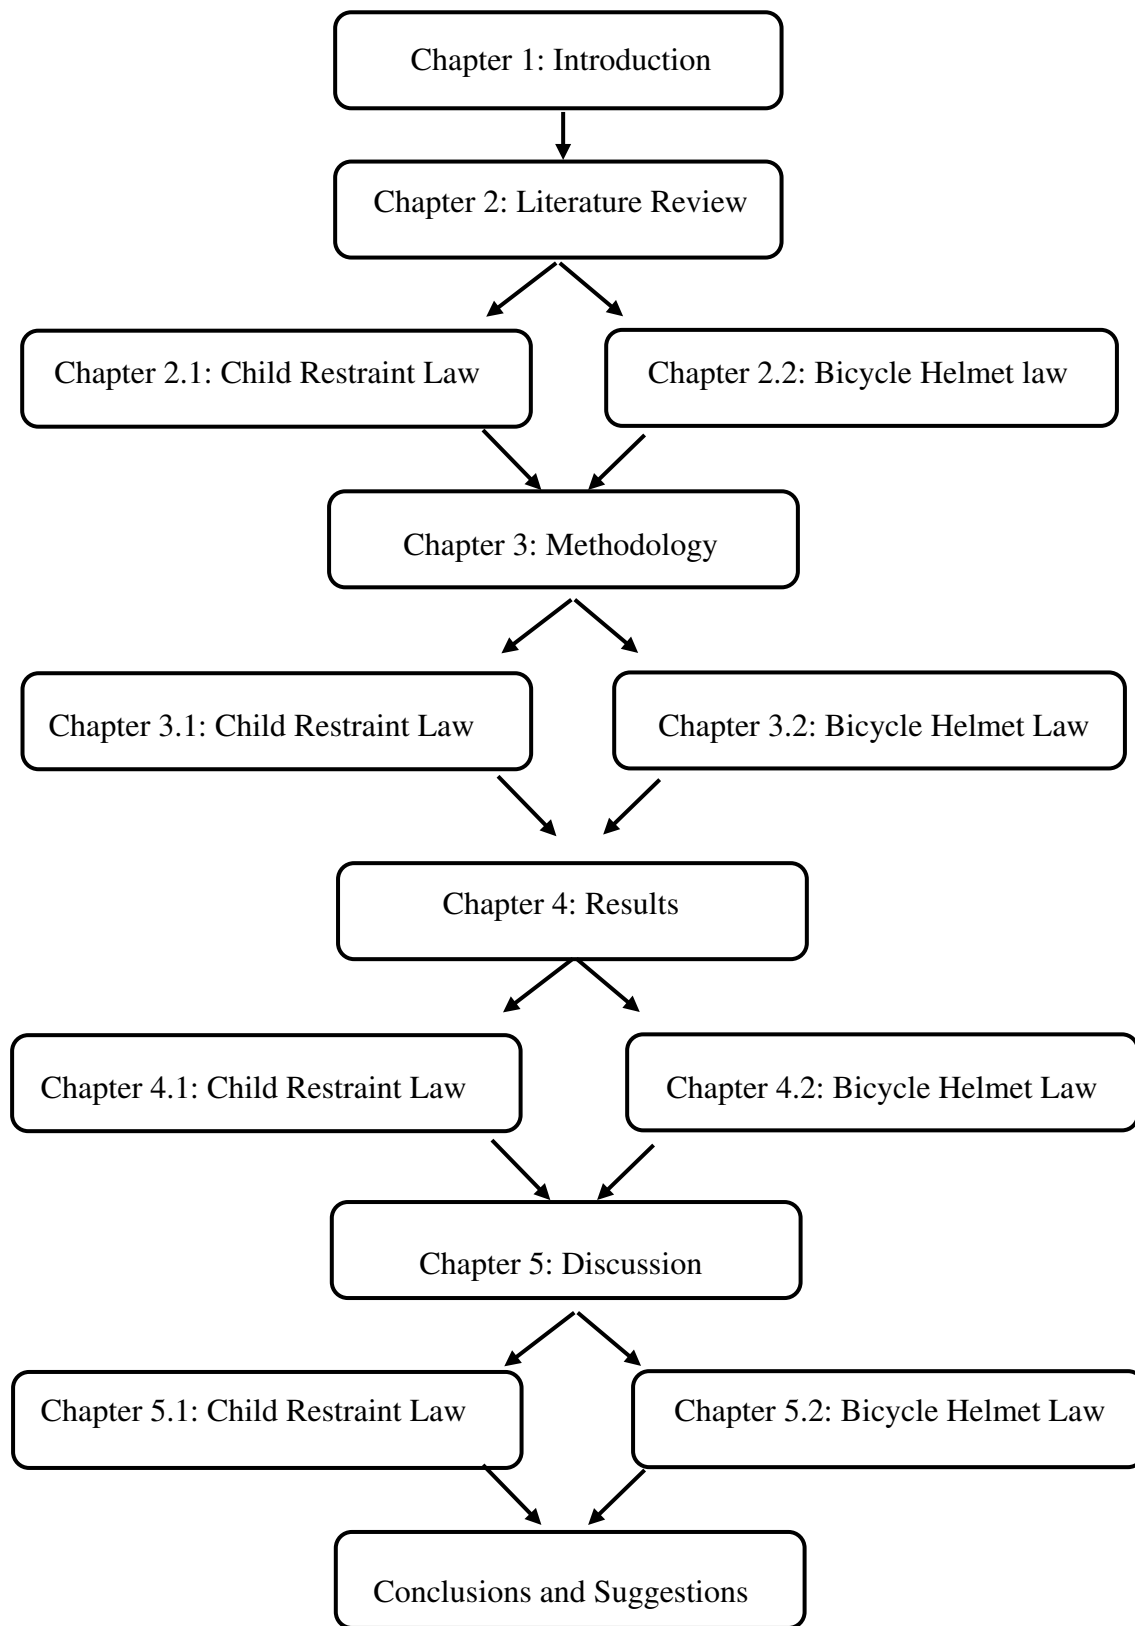 Chapter 1: Introduction
Chapter 2: Literature Review
Chapter 2.1: Child Restraint Law
Chapter 2.2: Bicycle Helmet law
Chapter 3: Methodology
Chapter 3.1: Child Restraint Law
Chapter 3.2: Bicycle Helmet Law
Chapter 4: Results
Chapter 4.1: Child Restraint Law
Chapter 4.2: Bicycle Helmet Law
Chapter 5: Discussion
Chapter 5.1: Child Restraint Law
Chapter 5.2: Bicycle Helmet Law
Conclusions and Suggestions